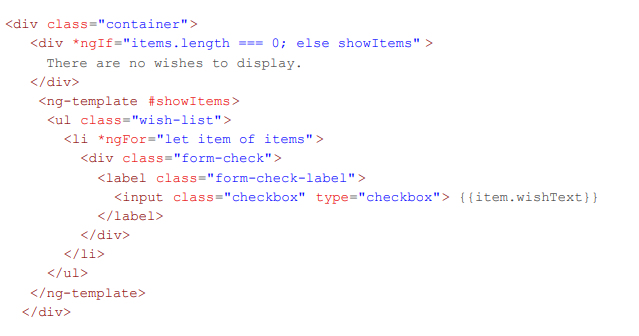 <div class="container">
<div *ngIf="items.length === 0; else showItems" >
There are no wishes to display.
</div>
<ng-template #showItems>
<ul class="wish-list">
<li *ngFor="let item of items">
<div class="form-check">
<label class="form-check-label">
<input class="checkbox" type="checkbox"> {{item.wishText}}
</label>
</div>
</li>
</ul>
</ng-template>
</div>